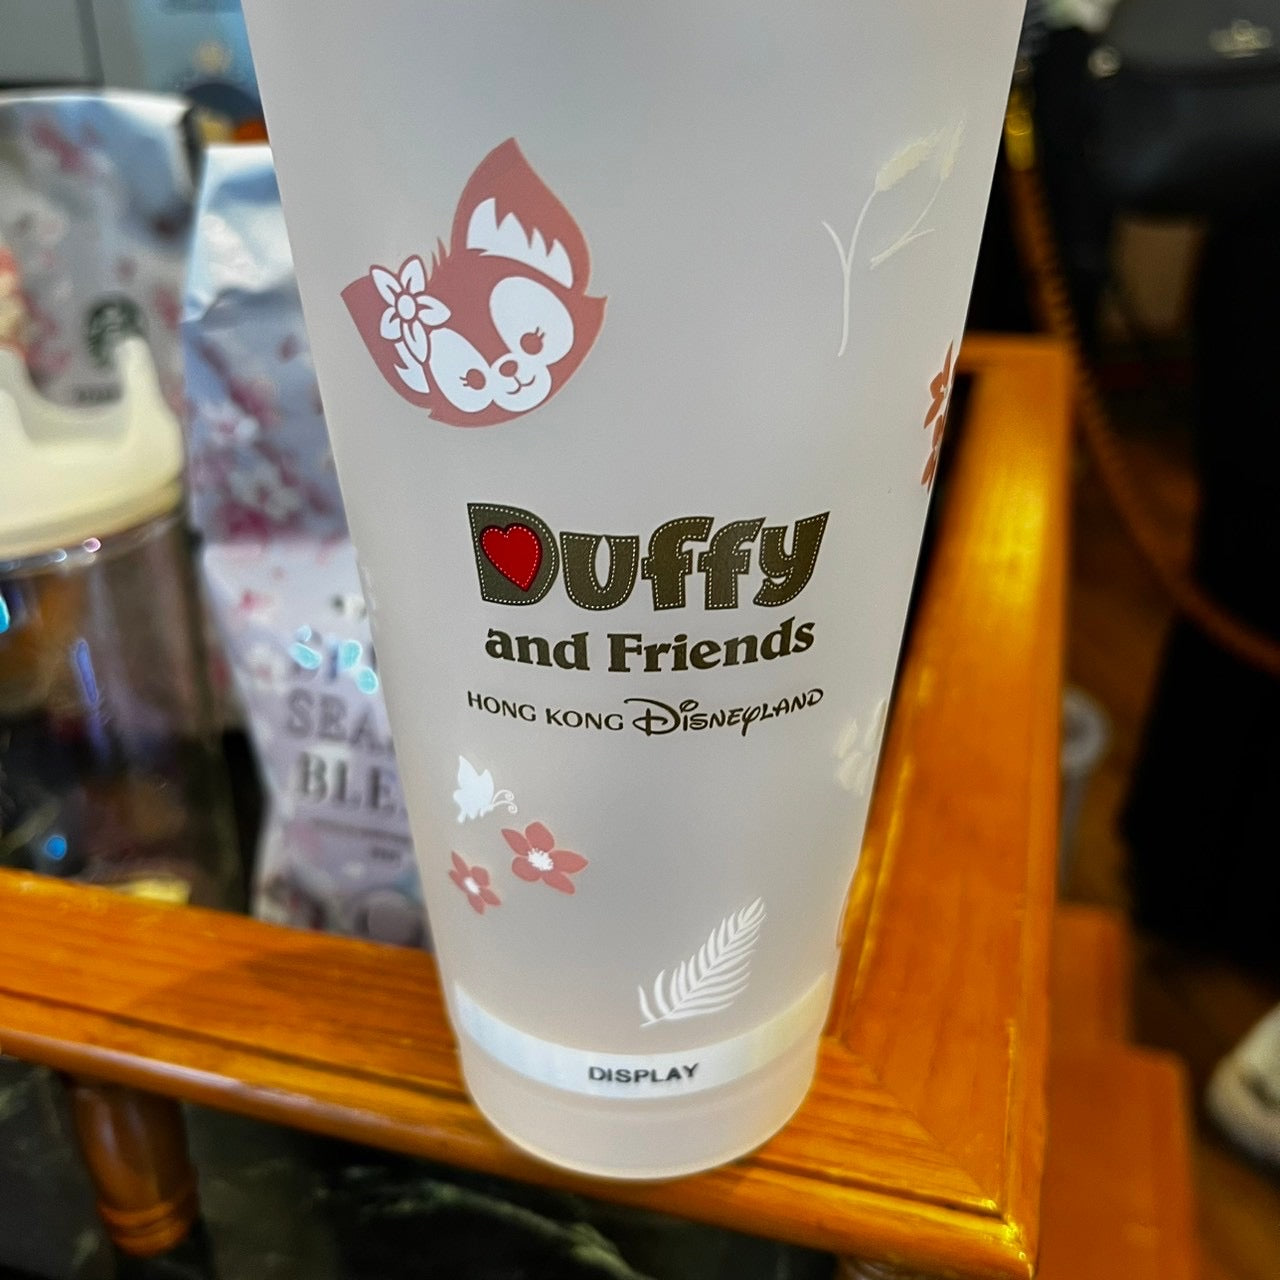 Duffy
and Friends
HONG KONG Disneyland
DISPLAY